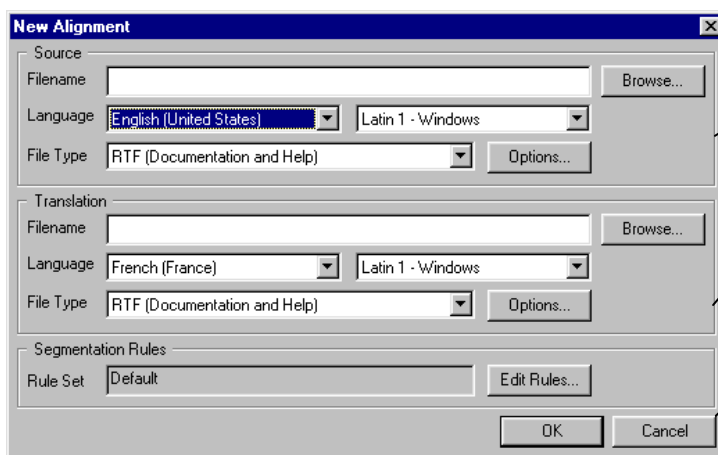 New Alignment
Source
Filename Browse...
Language English (United States) Latin 1 - Windows
File Type RTF (Documentation and Help) Options...
Translation
Filename Browse...
Language French (France) Latin 1 - Windows
File Type RTF (Documentation and Help) Options...
Segmentation Rules
Rule Set Default Edit Rules...
OK Cancel